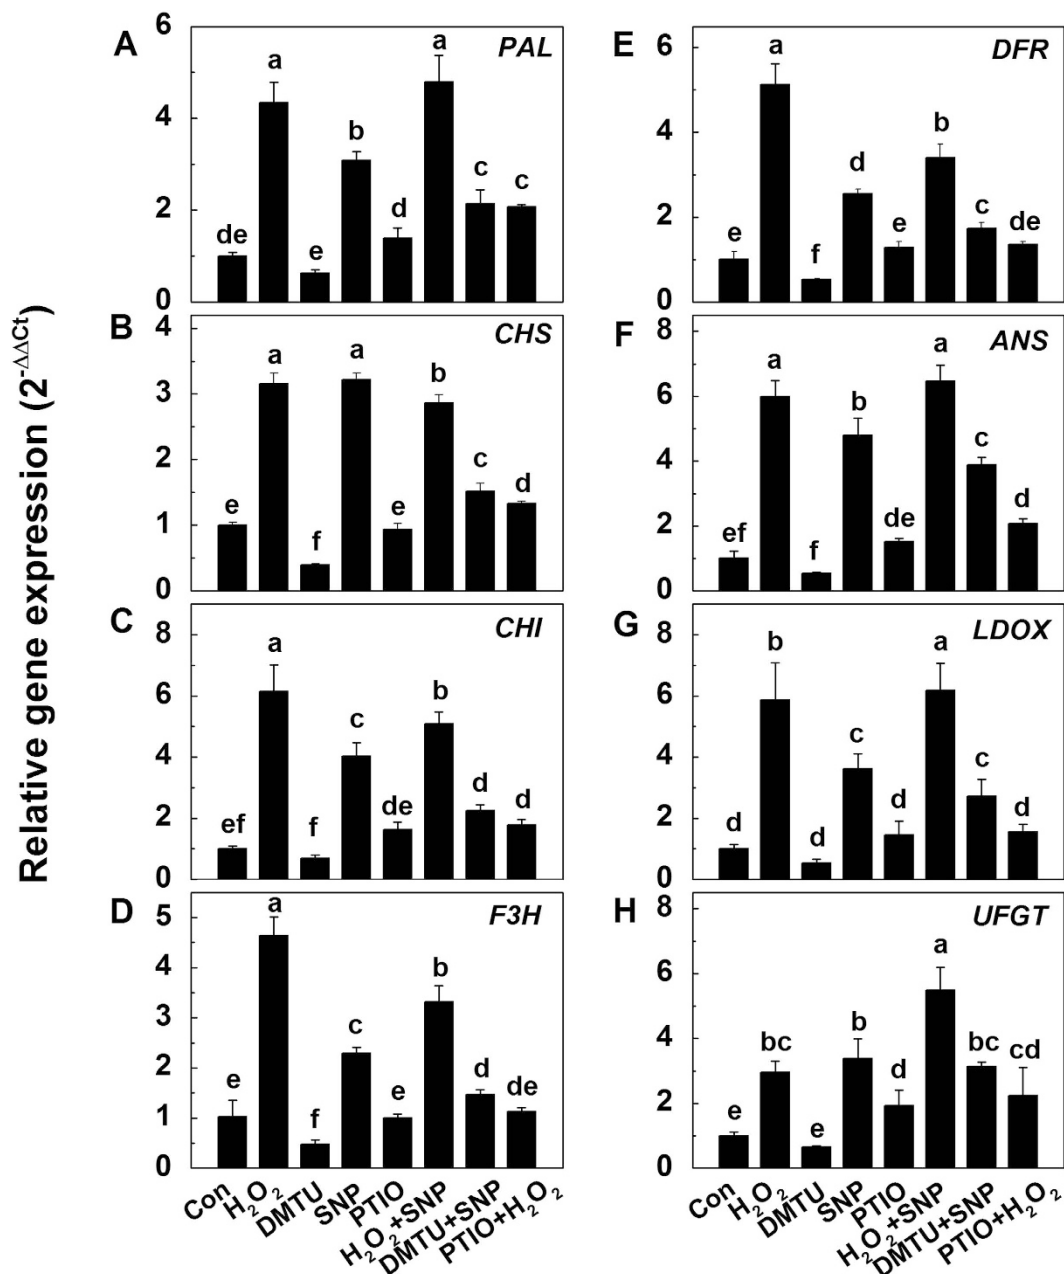 Relative gene expression (2^-ΔΔCt)
A
PAL
6
4
2
0
de
a
e
b
d
a
c
c
B
CHS
4
3
2
1
0
e
a
f
a
e
b
c
d
C
CHI
8
6
4
2
0
ef
a
f
c
de
b
d
d
D
F3H
5
4
3
2
1
0
e
a
f
c
e
b
d
de
Con
H₂O₂
DMTU
SNP
PTIO
H₂O₂+SNP
DMTU+SNP
PTIO+H₂O₂
E
DFR
6
4
2
0
e
a
f
d
e
b
c
de
F
ANS
8
6
4
2
0
ef
a
f
b
de
a
c
d
G
LDOX
8
6
4
2
0
d
b
d
c
d
a
c
d
H
UFGT
8
6
4
2
0
e
bc
e
b
d
a
bc
cd
Con
H₂O₂
DMTU
SNP
PTIO
H₂O₂+SNP
DMTU+SNP
PTIO+H₂O₂